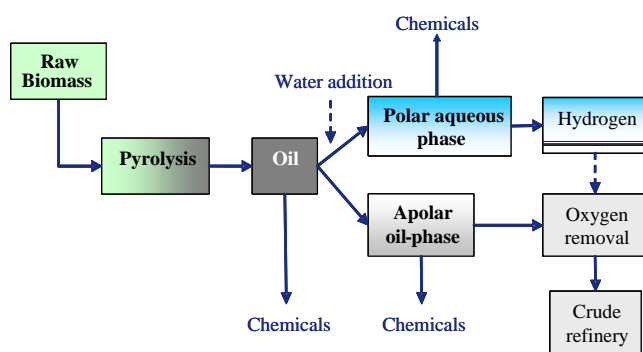 Chemicals
Raw
Biomass
Water addition
Polar aqueous
phase
Hydrogen
Pyrolysis
Oil
Apolar
oil-phase
Oxygen
removal
Chemicals
Chemicals
Crude
refinery